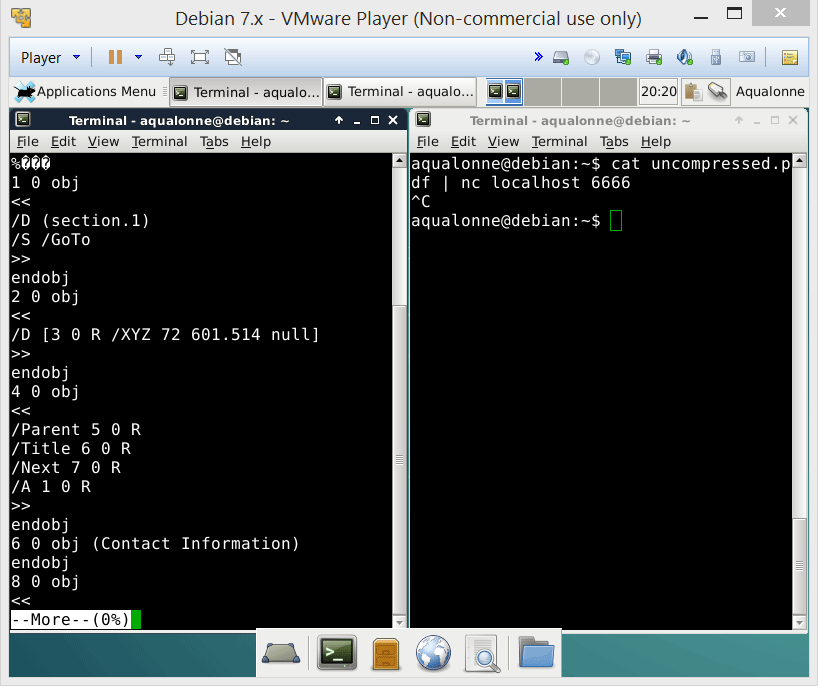 Debian 7.x - VMware Player (Non-commercial use only)
Player
Applications Menu
Terminal - aqualo...
Terminal - aqualo...
20:20
Aqualonne
Terminal - aqualonne@debian: ~
File Edit View Terminal Tabs Help
%���
1 0 obj
<<
/D (section.1)
/S /GoTo
>>
endobj
2 0 obj
<<
/D [3 0 R /XYZ 72 601.514 null]
>>
endobj
4 0 obj
<<
/Parent 5 0 R
/Title 6 0 R
/Next 7 0 R
/A 1 0 R
>>
endobj
6 0 obj (Contact Information)
endobj
8 0 obj
<<
--More--(0%)
Terminal - aqualonne@debian: ~
File Edit View Terminal Tabs Help
aqualonne@debian:~$ cat uncompressed.p
df | nc localhost 6666
^C
aqualonne@debian:~$